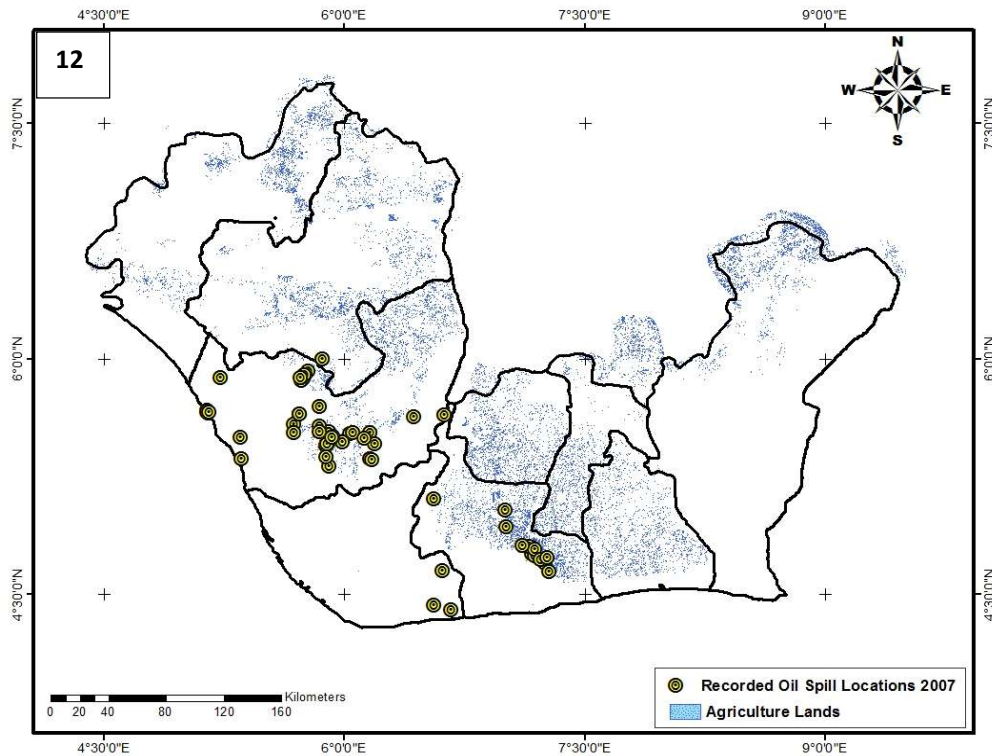 4°30'0"E 6°00'0"E 7°30'0"E 9°0'0"E
12
N
W E
S
7°30'0"N 7°30'0"N
6°0'0"N 6°0'0"N
4°30'0"N 4°30'0"N
Kilometers
0 20 40 80 120 160
Recorded Oil Spill Locations 2007
Agriculture Lands
4°30'0"E 6°00'0"E 7°30'0"E 9°0'0"E